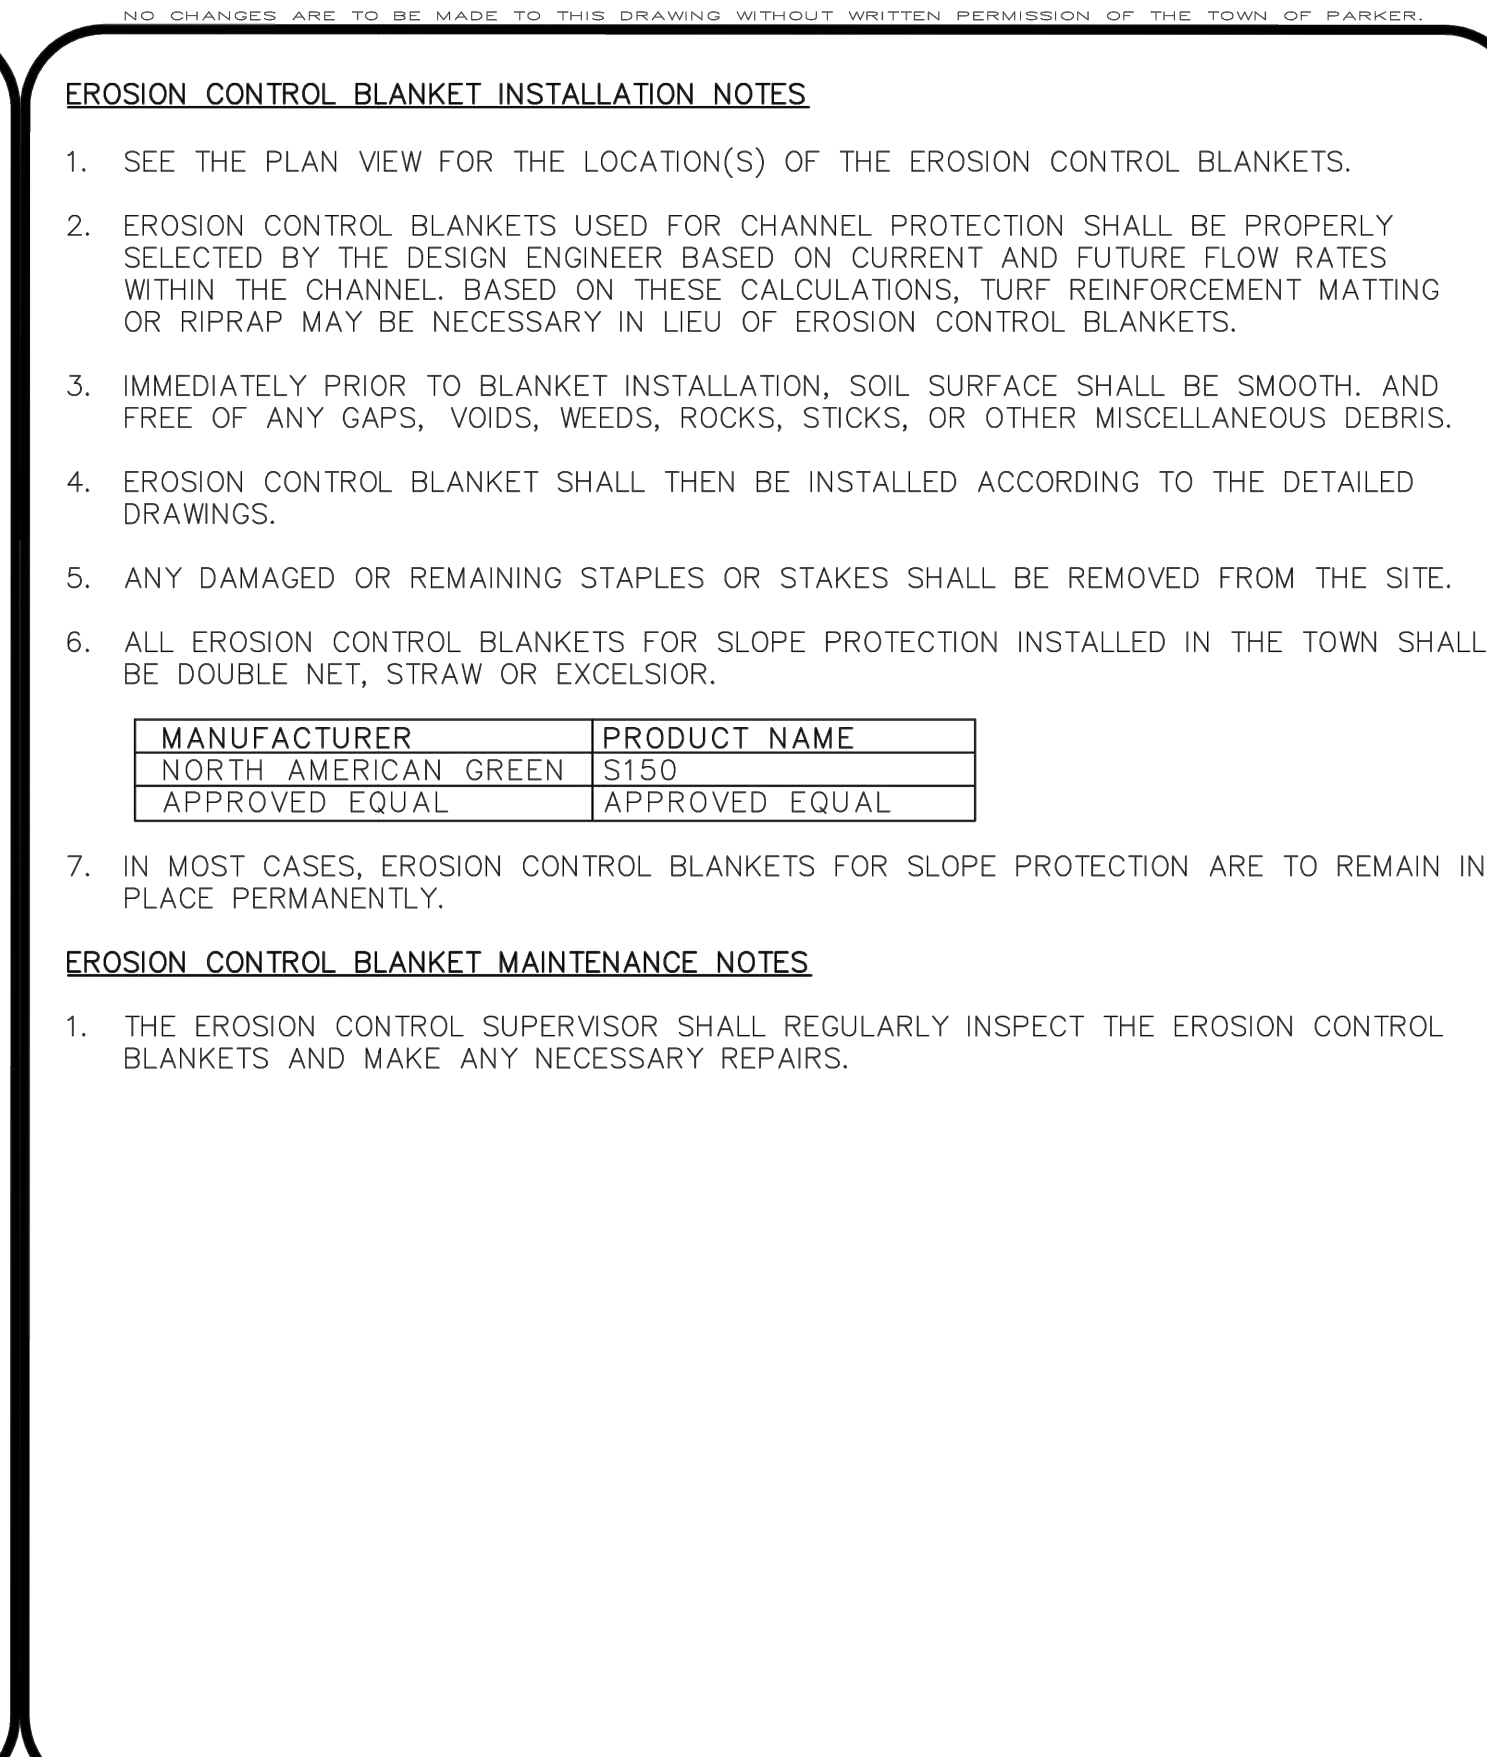 NO CHANGES ARE TO BE MADE TO THIS DRAWING WITHOUT WRITTEN PERMISSION OF THE TOWN OF PARKER.
EROSION CONTROL BLANKET INSTALLATION NOTES
1. SEE THE PLAN VIEW FOR THE LOCATION(S) OF THE EROSION CONTROL BLANKETS.
2. EROSION CONTROL BLANKETS USED FOR CHANNEL PROTECTION SHALL BE PROPERLY
SELECTED BY THE DESIGN ENGINEER BASED ON CURRENT AND FUTURE FLOW RATES
WITHIN THE CHANNEL. BASED ON THESE CALCULATIONS, TURF REINFORCEMENT MATTING
OR RIPRAP MAY BE NECESSARY IN LIEU OF EROSION CONTROL BLANKETS.
3. IMMEDIATELY PRIOR TO BLANKET INSTALLATION, SOIL SURFACE SHALL BE SMOOTH. AND
FREE OF ANY GAPS, VOIDS, WEEDS, ROCKS, STICKS, OR OTHER MISCELLANEOUS DEBRIS.
4. EROSION CONTROL BLANKET SHALL THEN BE INSTALLED ACCORDING TO THE DETAILED
DRAWINGS.
5. ANY DAMAGED OR REMAINING STAPLES OR STAKES SHALL BE REMOVED FROM THE SITE.
6. ALL EROSION CONTROL BLANKETS FOR SLOPE PROTECTION INSTALLED IN THE TOWN SHALL
BE DOUBLE NET, STRAW OR EXCELSIOR.
MANUFACTURER PRODUCT NAME
NORTH AMERICAN GREEN S150
APPROVED EQUAL APPROVED EQUAL
7. IN MOST CASES, EROSION CONTROL BLANKETS FOR SLOPE PROTECTION ARE TO REMAIN IN
PLACE PERMANENTLY.
EROSION CONTROL BLANKET MAINTENANCE NOTES
1. THE EROSION CONTROL SUPERVISOR SHALL REGULARLY INSPECT THE EROSION CONTROL
BLANKETS AND MAKE ANY NECESSARY REPAIRS.